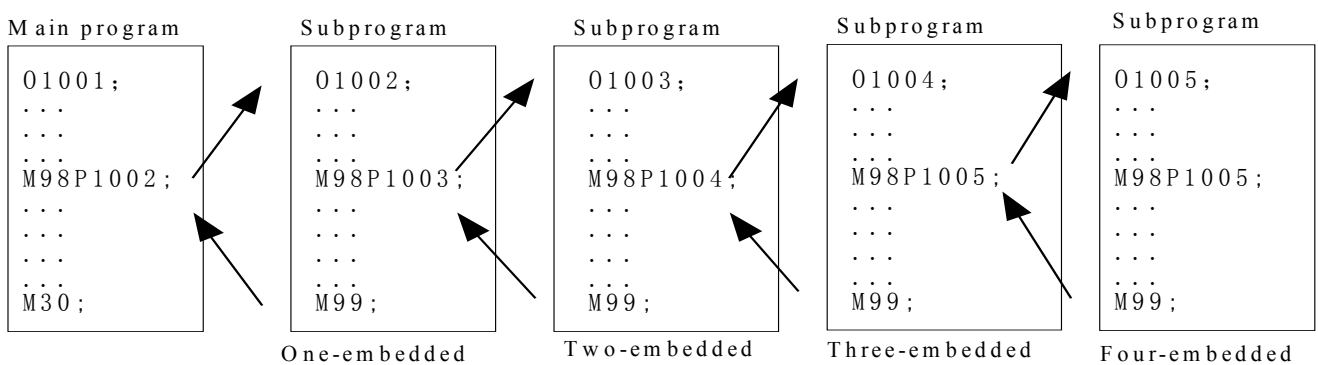 Main program
O1001;
...
...
...
M98P1002;
...
...
...
...
M30;
Subprogram
O1002;
...
...
...
M98P1003;
...
...
...
...
M99;
One-embedded
Subprogram
O1003;
...
...
...
M98P1004;
...
...
...
...
M99;
Two-embedded
Subprogram
O1004;
...
...
...
M98P1005;
...
...
...
...
M99;
Three-embedded
Subprogram
O1005;
...
...
...
M98P1005;
...
...
...
...
M99;
Four-embedded